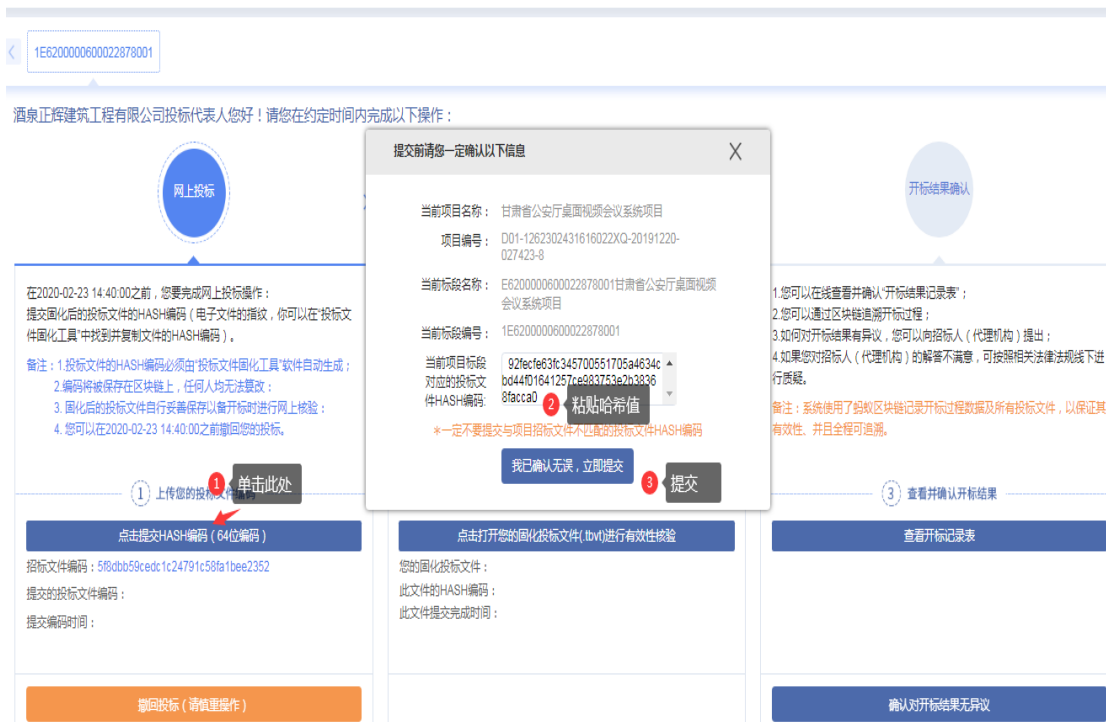 1E6200000600022878001
酒泉正辉建筑工程有限公司投标代表人您好！请您在约定时间内完成以下操作：
网上投标
在2020-02-23 14:40:00之前，您要完成网上投标操作：
提交固化后的投标文件的HASH编码（电子文件的指纹，你可以在“投标文
件固化工具”中找到并复制文件的HASH编码）。
备注：1.投标文件的HASH编码必须由“投标文件固化工具”软件自动生成；
2.编码将被保存在区块链上，任何人均无法篡改；
3. 固化后的投标文件自行妥善保存以备开标时进行网上核验；
4. 您可以在2020-02-23 14:40:00之前撤回您的投标。
1 上传您的投标文件编码
1 单击此处
点击提交HASH编码（64位编码）
招标文件编码：5f8dbb59cedc1c24791c58fa1bee2352
提交的投标文件编码：
提交编码时间：
撤回投标（请慎重操作）
提交前请您一定确认以下信息
X
当前项目名称： 甘肃省公安厅桌面视频会议系统项目
项目编号： D01-1262302431616022XQ-20191220-
027423-8
当前标段名称： E6200000600022878001甘肃省公安厅桌面视频
会议系统项目
当前标段编号： 1E6200000600022878001
当前项目标段
对应的投标文
件HASH编码:
92fecfe63fc345700551705a4634c
bd44f01641257ce983753e2b3836
8facca0
2 粘贴哈希值
*一定不要提交与项目招标文件不匹配的投标文件HASH编码
我已确认无误，立即提交
3 提交
点击打开您的固化投标文件(.tbvt)进行有效性核验
您的固化投标文件：
此文件的HASH编码：
此文件提交完成时间：
开标结果确认
1.您可以在线查看并确认“开标结果记录表”；
2.您可以通过区块链追溯开标过程；
3.如何对开标结果有异议，您可以向招标人（代理机构）提出；
4.如果您对招标人（代理机构）的解答不满意，可按照相关法律法规线下进
行质疑。
备注：系统使用了蚂蚁区块链记录开标过程数据及所有投标文件，以保证其
有效性、并且全程可追溯。
3 查看并确认开标结果
查看开标记录表
确认对开标结果无异议